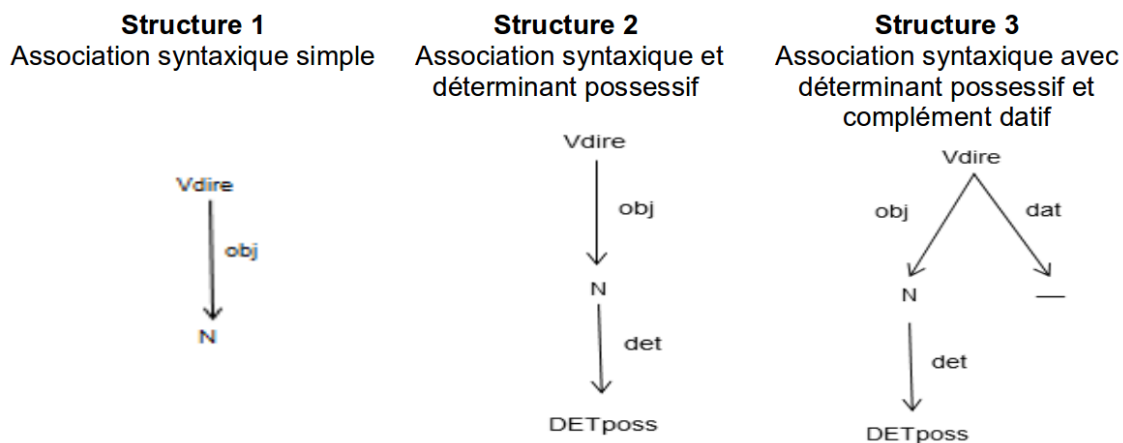 Structure 1
Association syntaxique simple
Vdire
obj
N
Structure 2
Association syntaxique et
déterminant possessif
Vdire
obj
N
det
DETposs
Structure 3
Association syntaxique avec
déterminant possessif et
complément datif
Vdire
obj dat
N —
det
DETposs